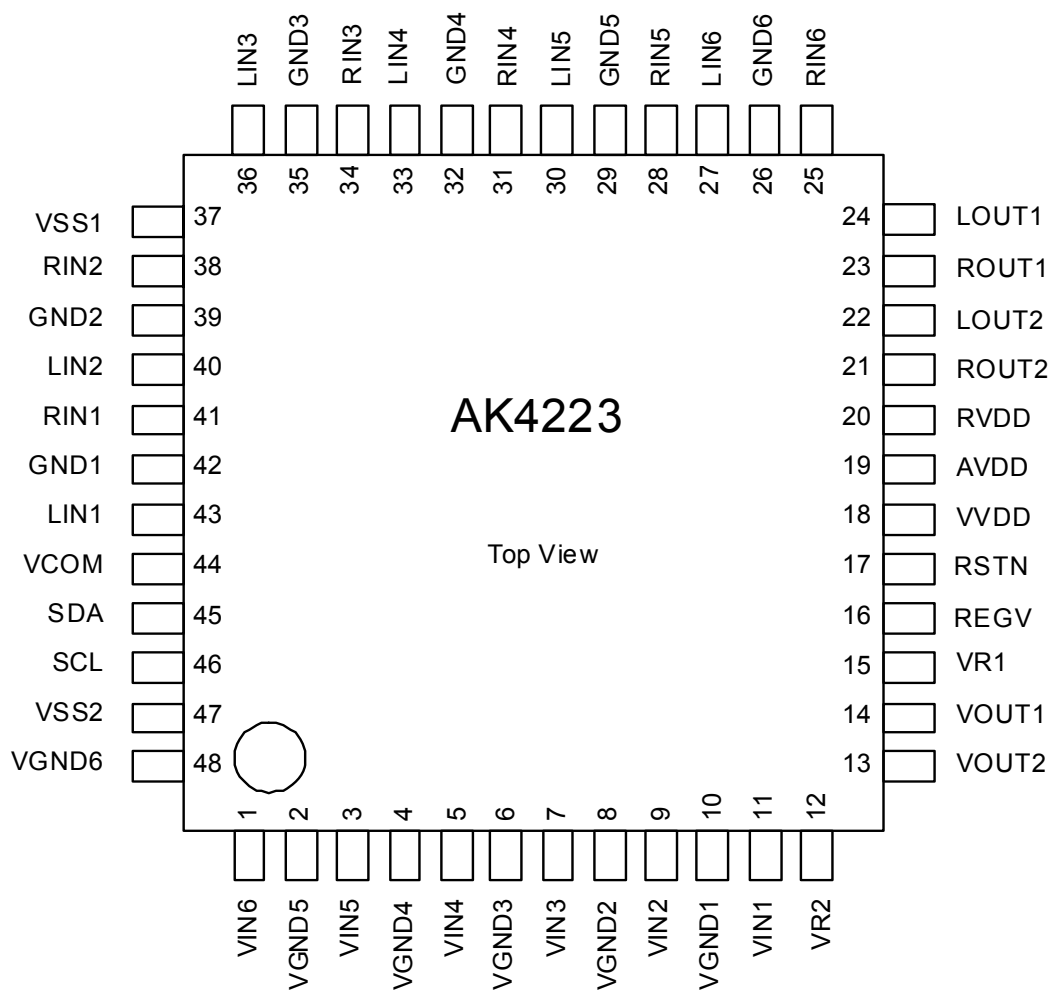 LIN3 GND3 RIN3 LIN4 GND4 RIN4 LIN5 GND5 RIN5 LIN6 GND6 RIN6
36 35 34 33 32 31 30 29 28 27 26 25
VSS1 37 24 LOUT1
RIN2 38 23 ROUT1
GND2 39 22 LOUT2
LIN2 40 21 ROUT2
RIN1 41 AK4223 20 RVDD
GND1 42 19 AVDD
LIN1 43 18 VVDD
Top View
VCOM 44 17 RSTN
SDA 45 16 REGV
SCL 46 15 VR1
VSS2 47 14 VOUT1
VGND6 48 13 VOUT2
1 2 3 4 5 6 7 8 9 10 11 12
VIN6 VGND5 VIN5 VGND4 VIN4 VGND3 VIN3 VGND2 VIN2 VGND1 VIN1 VR2